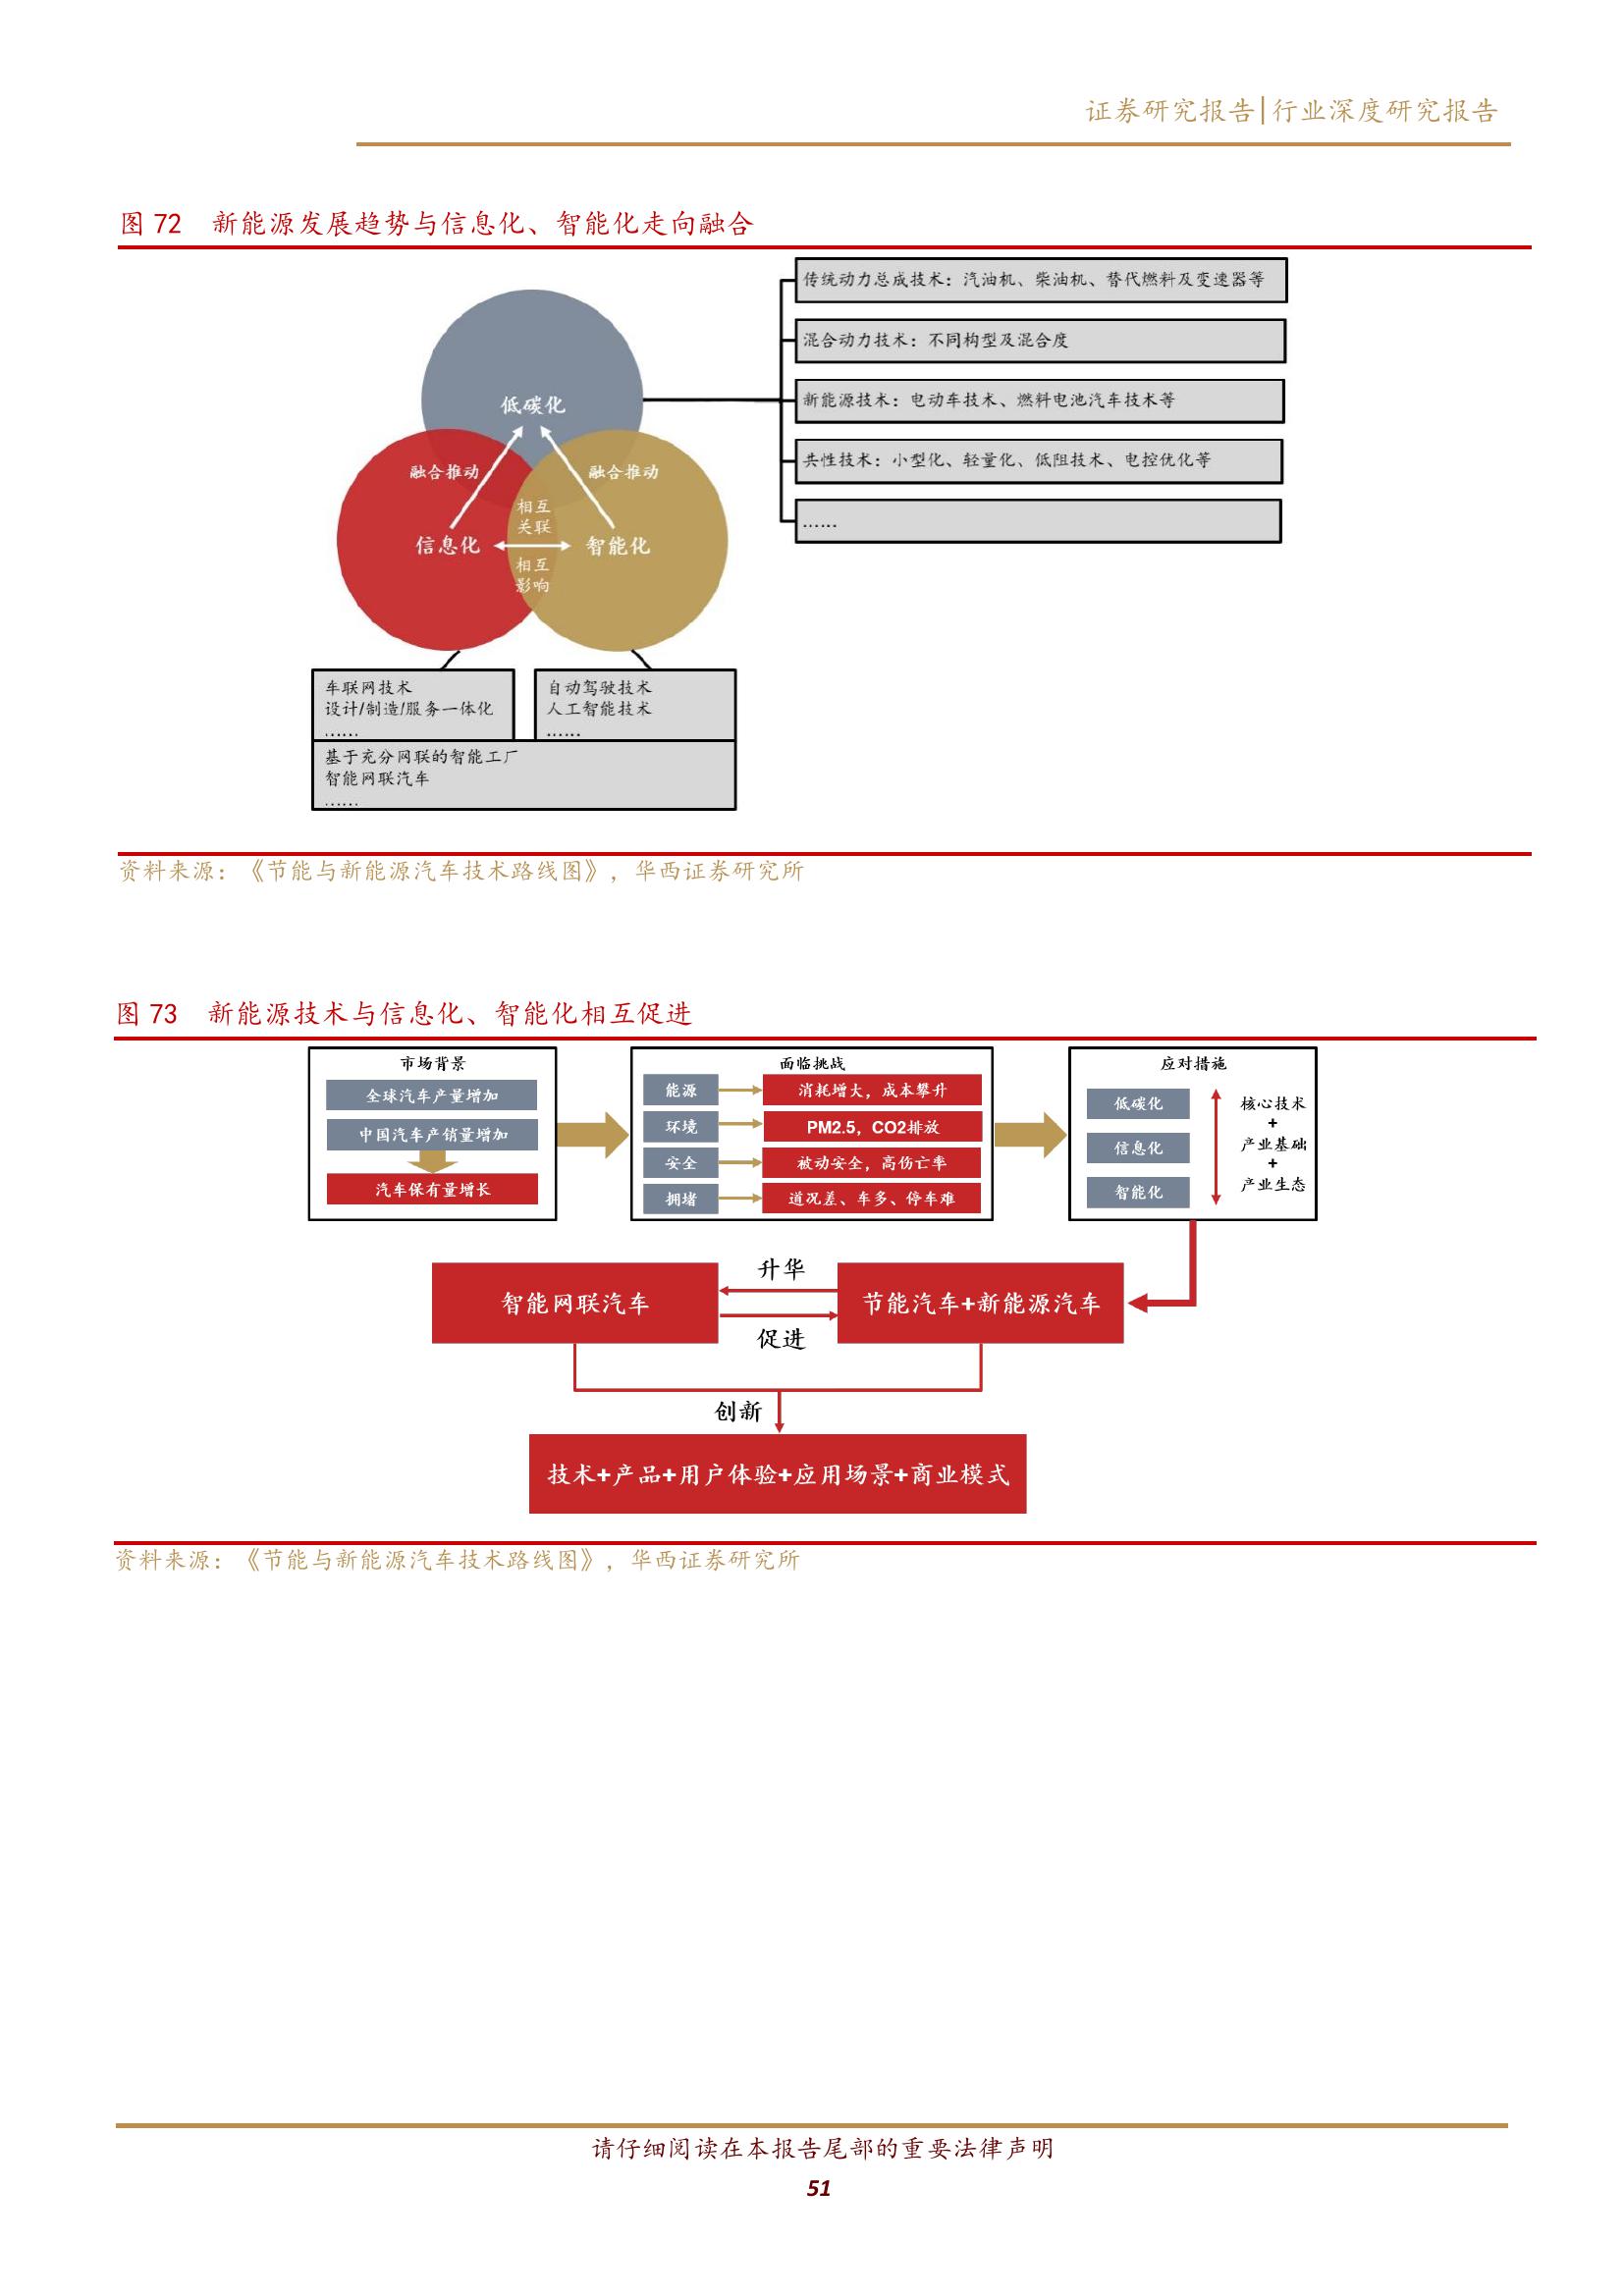 证券研究报告|行业深度研究报告
图 72 新能源发展趋势与信息化、智能化走向融合
低碳化
融合推动
融合推动
相互
关联
信息化
智能化
相互
影响
传统动力总成技术：汽油机、柴油机、替代燃料及变速器等
混合动力技术：不同构型及混合度
新能源技术：电动车技术、燃料电池汽车技术等
共性技术：小型化、轻量化、低阻技术、电控优化等
……
车联网技术
设计/制造/服务一体化
……
自动驾驶技术
人工智能技术
……
基于充分网联的智能工厂
智能网联汽车
……
资料来源：《节能与新能源汽车技术路线图》，华西证券研究所
图 73 新能源技术与信息化、智能化相互促进
市场背景
全球汽车产量增加
中国汽车产销量增加
汽车保有量增长
面临挑战
能源
消耗增大，成本攀升
环境
PM2.5，CO2排放
安全
被动安全，高伤亡率
拥堵
道况差、车多、停车难
应对措施
低碳化
信息化
智能化
核心技术
+
产业基础
+
产业生态
智能网联汽车
升华
促进
节能汽车+新能源汽车
创新
技术+产品+用户体验+应用场景+商业模式
资料来源：《节能与新能源汽车技术路线图》，华西证券研究所
请仔细阅读在本报告尾部的重要法律声明
51